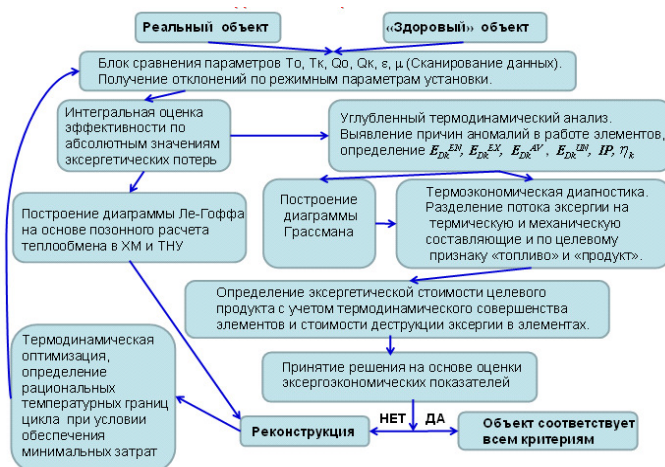 Реальный объект
«Здоровый» объект
Блок сравнения параметров То, Тк, Qо, Qк, ε, μ (Сканирование данных).
Получение отклонений по режимным параметрам установки.
Интегральная оценка
эффективности по
абсолютным значениям
эксергетических потерь
Углубленный термодинамический анализ.
Выявление причин аномалий в работе элементов,
определение E_Dk^EN, E_Dk^EX, E_Dk^AV, E_Dk^UN, IP, η_k
Построение диаграммы Ле-Гоффа
на основе позонного расчета
теплообмена в ХМ и ТНУ
Построение
диаграммы
Грассмана
Термоэкономическая диагностика.
Разделение потока эксергии на
термическую и механическую
составляющие и по целевому
признаку «топливо» и «продукт».
Определение эксергетической стоимости целевого
продукта с учетом термодинамического совершенства
элементов и стоимости деструкции эксергии в элементах.
Термодинамическая
оптимизация,
определение
рациональных
температурных границ
цикла при условии
обеспечения
минимальных затрат
Принятие решения на основе оценки
эксергоэкономических показателей
НЕТ ДА
Реконструкция
Объект соответствует
всем критериям